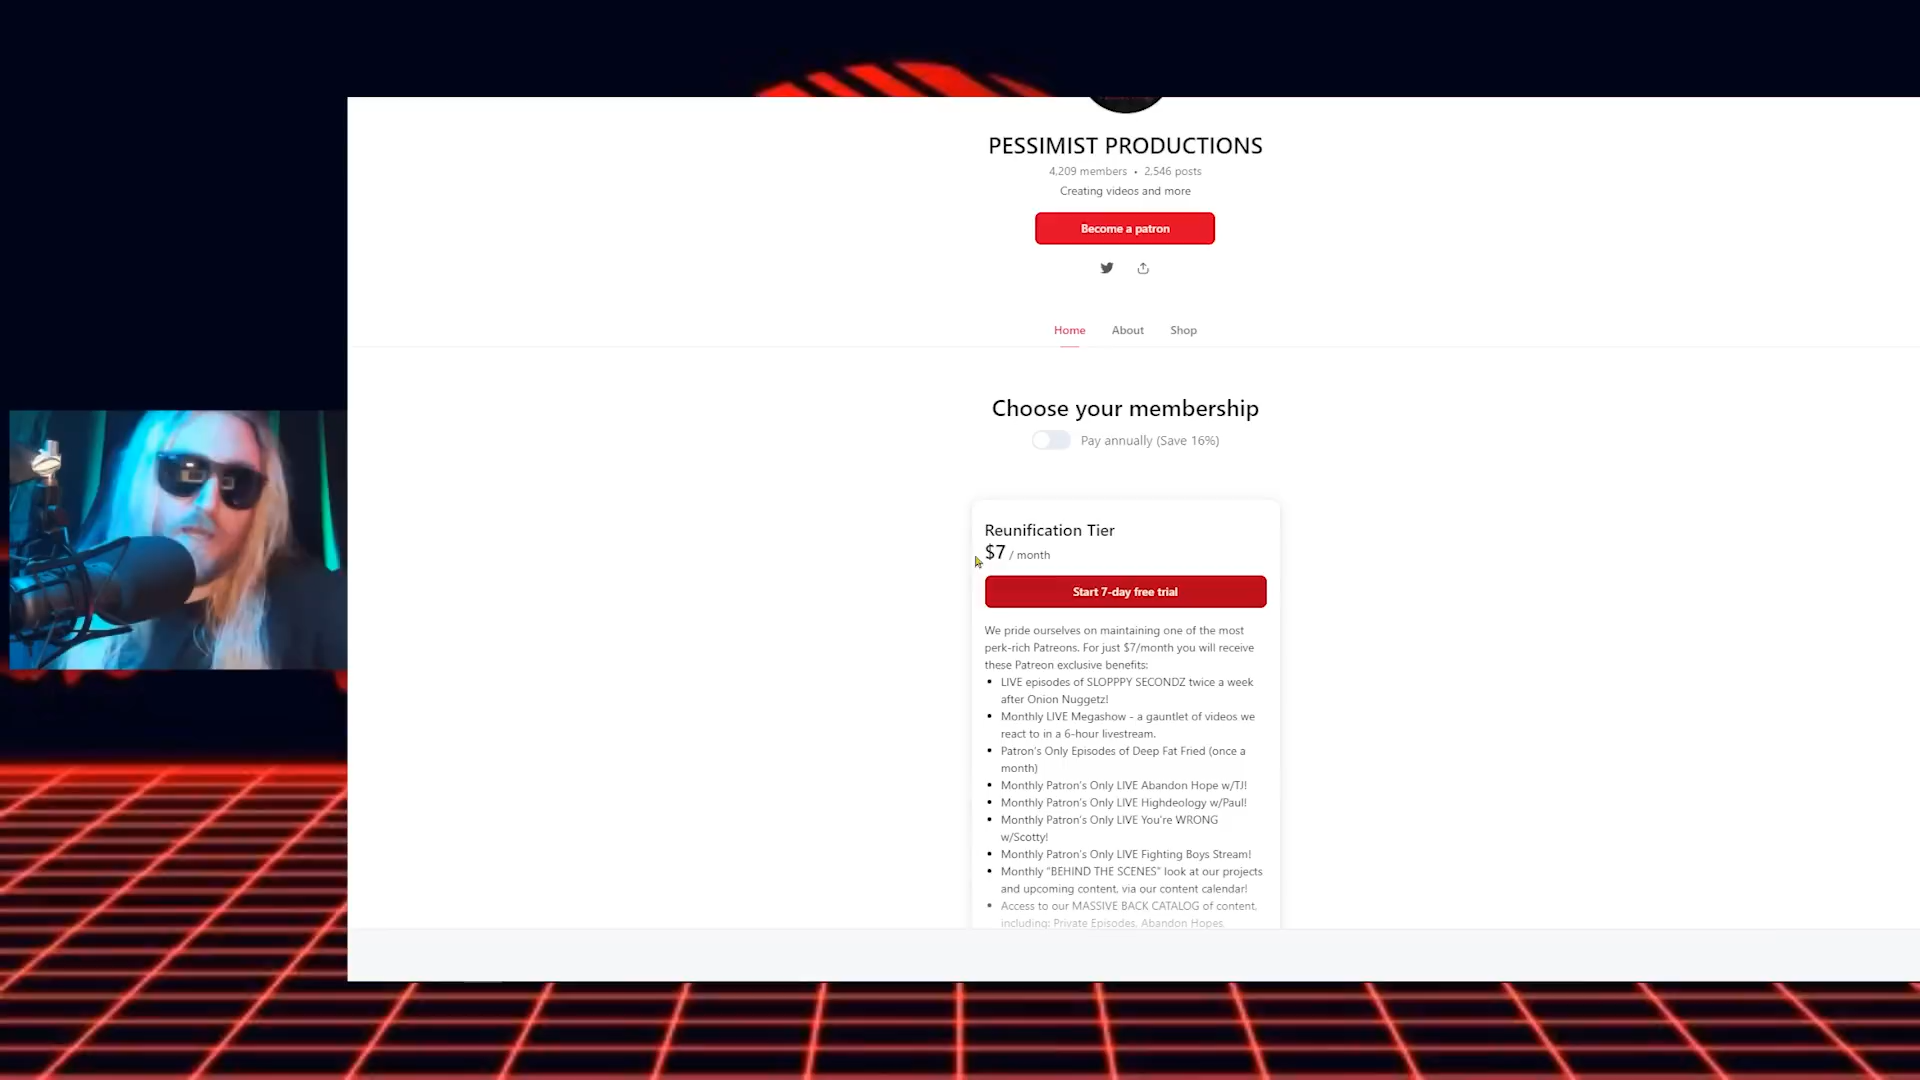 PESSIMIST PRODUCTIONS
4,209 members • 2,546 posts
Creating videos and more
Become a patron
Home About Shop
Choose your membership
Pay annually (Save 16%)
Reunification Tier
$7 / month
Start 7-day free trial
We pride ourselves on maintaining one of the most
perk-rich Patreons. For just $7/month you will receive
these Patreon exclusive benefits:
• LIVE episodes of SLOPPPY SECONDZ twice a week
after Onion Nuggetz!
• Monthly LIVE Megashow - a gauntlet of videos we
react to in a 6-hour livestream.
• Patron's Only Episodes of Deep Fat Fried (once a
month)
• Monthly Patron's Only LIVE Abandon Hope w/TJ!
• Monthly Patron's Only LIVE Highdeology w/Paul!
• Monthly Patron's Only LIVE You're WRONG
w/Scotty!
• Monthly Patron's Only LIVE Fighting Boys Stream!
• Monthly "BEHIND THE SCENES" look at our projects
and upcoming content, via our content calendar!
• Access to our MASSIVE BACK CATALOG of content,
including: Private Episodes, Abandon Hopes,